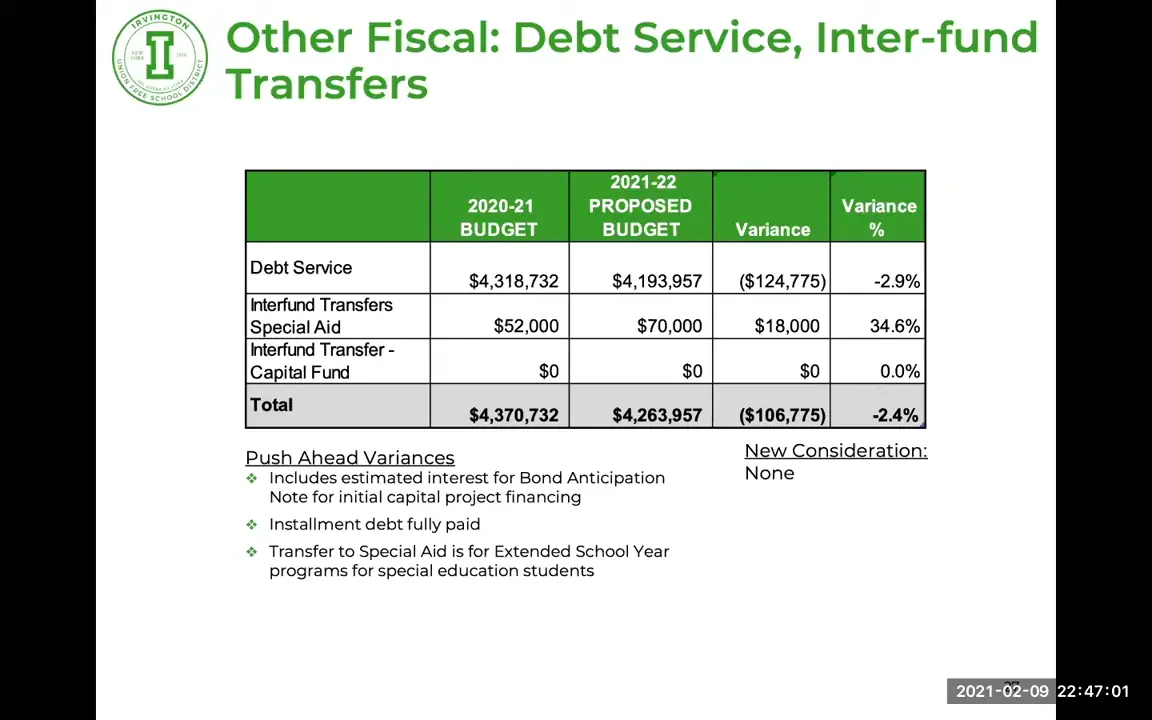 IRVINGTON
UNION FREE SCHOOL DISTRICT
Other Fiscal: Debt Service, Inter-fund
Transfers
2020-21 BUDGET 2021-22 PROPOSED BUDGET Variance Variance %
Debt Service $4,318,732 $4,193,957 ($124,775) -2.9%
Interfund Transfers
Special Aid $52,000 $70,000 $18,000 34.6%
Interfund Transfer -
Capital Fund $0 $0 $0 0.0%
Total $4,370,732 $4,263,957 ($106,775) -2.4%
Push Ahead Variances
❖ Includes estimated interest for Bond Anticipation
Note for initial capital project financing
❖ Installment debt fully paid
❖ Transfer to Special Aid is for Extended School Year
programs for special education students
New Consideration:
None
2021-02-09 22:47:01